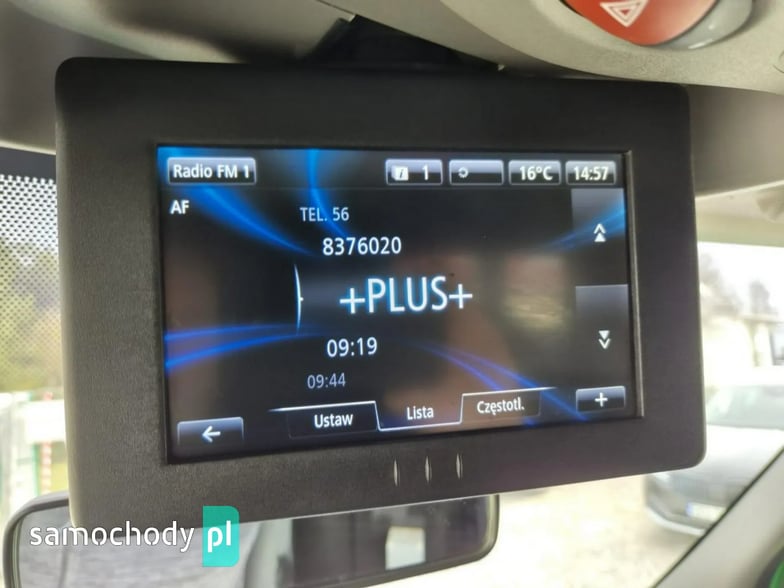 Radio FM 1
i 1
16°C
14:57
AF
TEL. 56
8376020
+PLUS+
09:19
09:44
Ustaw
Lista
Częstotl.
+
samochody pl